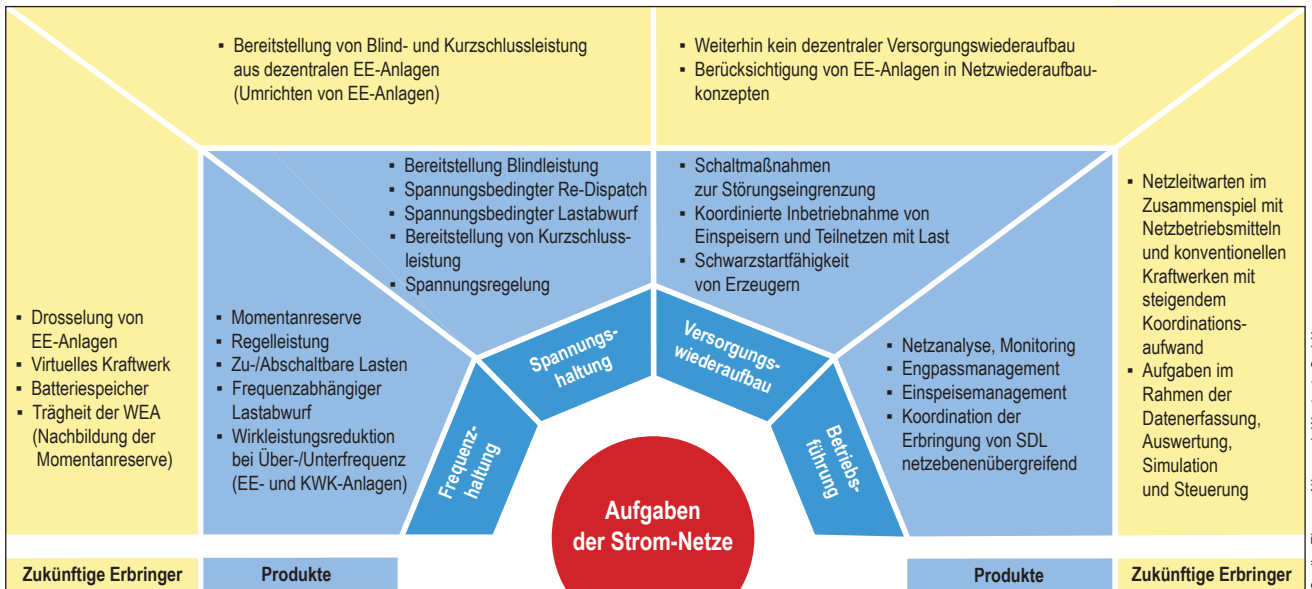 ▪ Bereitstellung von Blind- und Kurzschlussleistung
aus dezentralen EE-Anlagen
(Umrichten von EE-Anlagen)
▪ Weiterhin kein dezentraler Versorgungswiederaufbau
▪ Berücksichtigung von EE-Anlagen in Netzwiederaufbau-
konzepten
▪ Drosselung von
EE-Anlagen
▪ Virtuelles Kraftwerk
▪ Batteriespeicher
▪ Trägheit der WEA
(Nachbildung der
Momentanreserve)
▪ Momentanreserve
▪ Regelleistung
▪ Zu-/Abschaltbare Lasten
▪ Frequenzabhängiger
Lastabwurf
▪ Wirkleistungsreduktion
bei Über-/Unterfrequenz
(EE- und KWK-Anlagen)
▪ Bereitstellung Blindleistung
▪ Spannungsbedingter Re-Dispatch
▪ Spannungsbedingter Lastabwurf
▪ Bereitstellung von Kurzschluss-
leistung
▪ Spannungsregelung
▪ Schaltmaßnahmen
zur Störungseingrenzung
▪ Koordinierte Inbetriebnahme von
Einspeisern und Teilnetzen mit Last
▪ Schwarzstartfähigkeit
von Erzeugern
▪ Netzanalyse, Monitoring
▪ Engpassmanagement
▪ Einspeisemanagement
▪ Koordination der
Erbringung von SDL
netzebenenübergreifend
▪ Netzleitwarten im
Zusammenspiel mit
Netzbetriebsmitteln
und konventionellen
Kraftwerken mit
steigendem
Koordinations-
aufwand
▪ Aufgaben im
Rahmen der
Datenerfassung,
Auswertung,
Simulation
und Steuerung
Frequenz-
haltung
Spannungs-
haltung
Versorgungs-
wiederaufbau
Betriebs-
führung
Aufgaben
der Strom-Netze
Zukünftige Erbringer
Produkte
Produkte
Zukünftige Erbringer